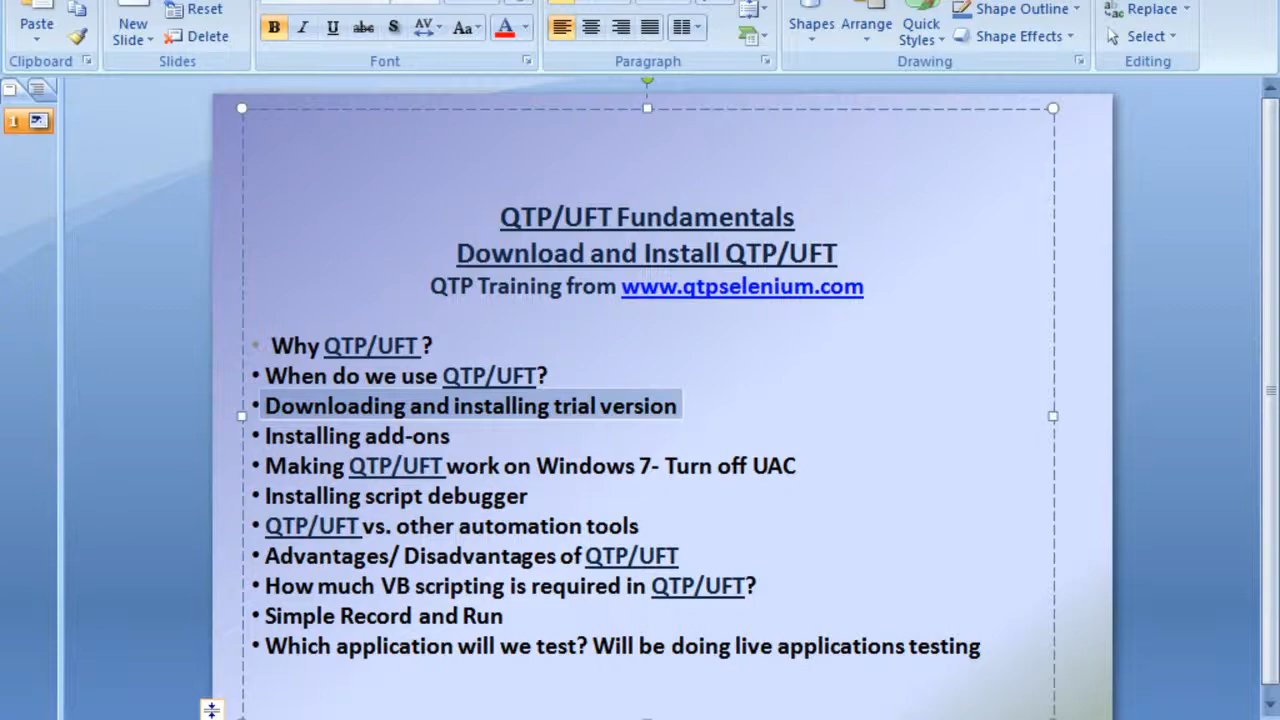 Paste
New
Slide
Reset
Delete
B I U abc S AV Aa A
Shapes
Arrange
Quick
Styles
Shape Outline
Shape Effects
Replace
Select
Clipboard
Slides
Font
Paragraph
Drawing
Editing
1
QTP/UFT Fundamentals
Download and Install QTP/UFT
QTP Training from www.qtpselenium.com
• Why QTP/UFT ?
• When do we use QTP/UFT?
• Downloading and installing trial version
• Installing add-ons
• Making QTP/UFT work on Windows 7- Turn off UAC
• Installing script debugger
• QTP/UFT vs. other automation tools
• Advantages/ Disadvantages of QTP/UFT
• How much VB scripting is required in QTP/UFT?
• Simple Record and Run
• Which application will we test? Will be doing live applications testing